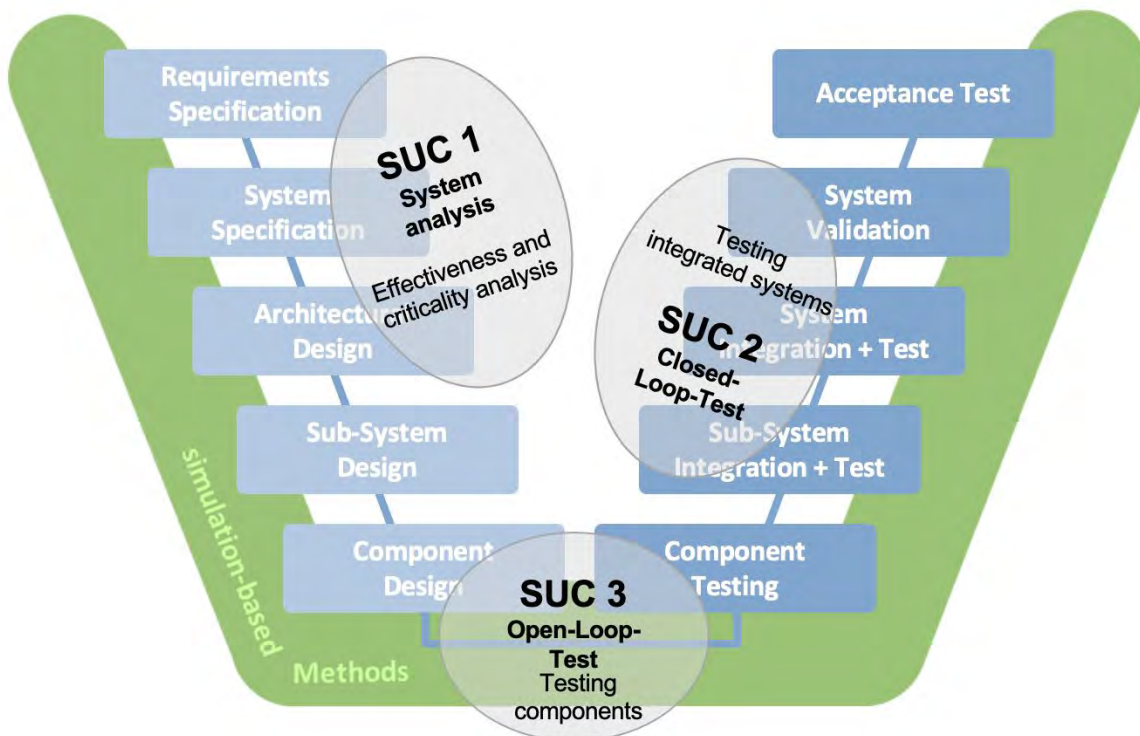 Requirements
Specification
System
Specification
Architecture
Design
Sub-System
Design
Component
Design
SUC 1
System
analysis
Effectiveness and
criticality analysis
Acceptance Test
System
Validation
System
Integration + Test
Sub-System
Integration + Test
Component
Testing
Testing
integrated systems
SUC 2
Closed-
Loop-Test
SUC 3
Open-Loop-
Test
Testing
components
simulation-based
Methods